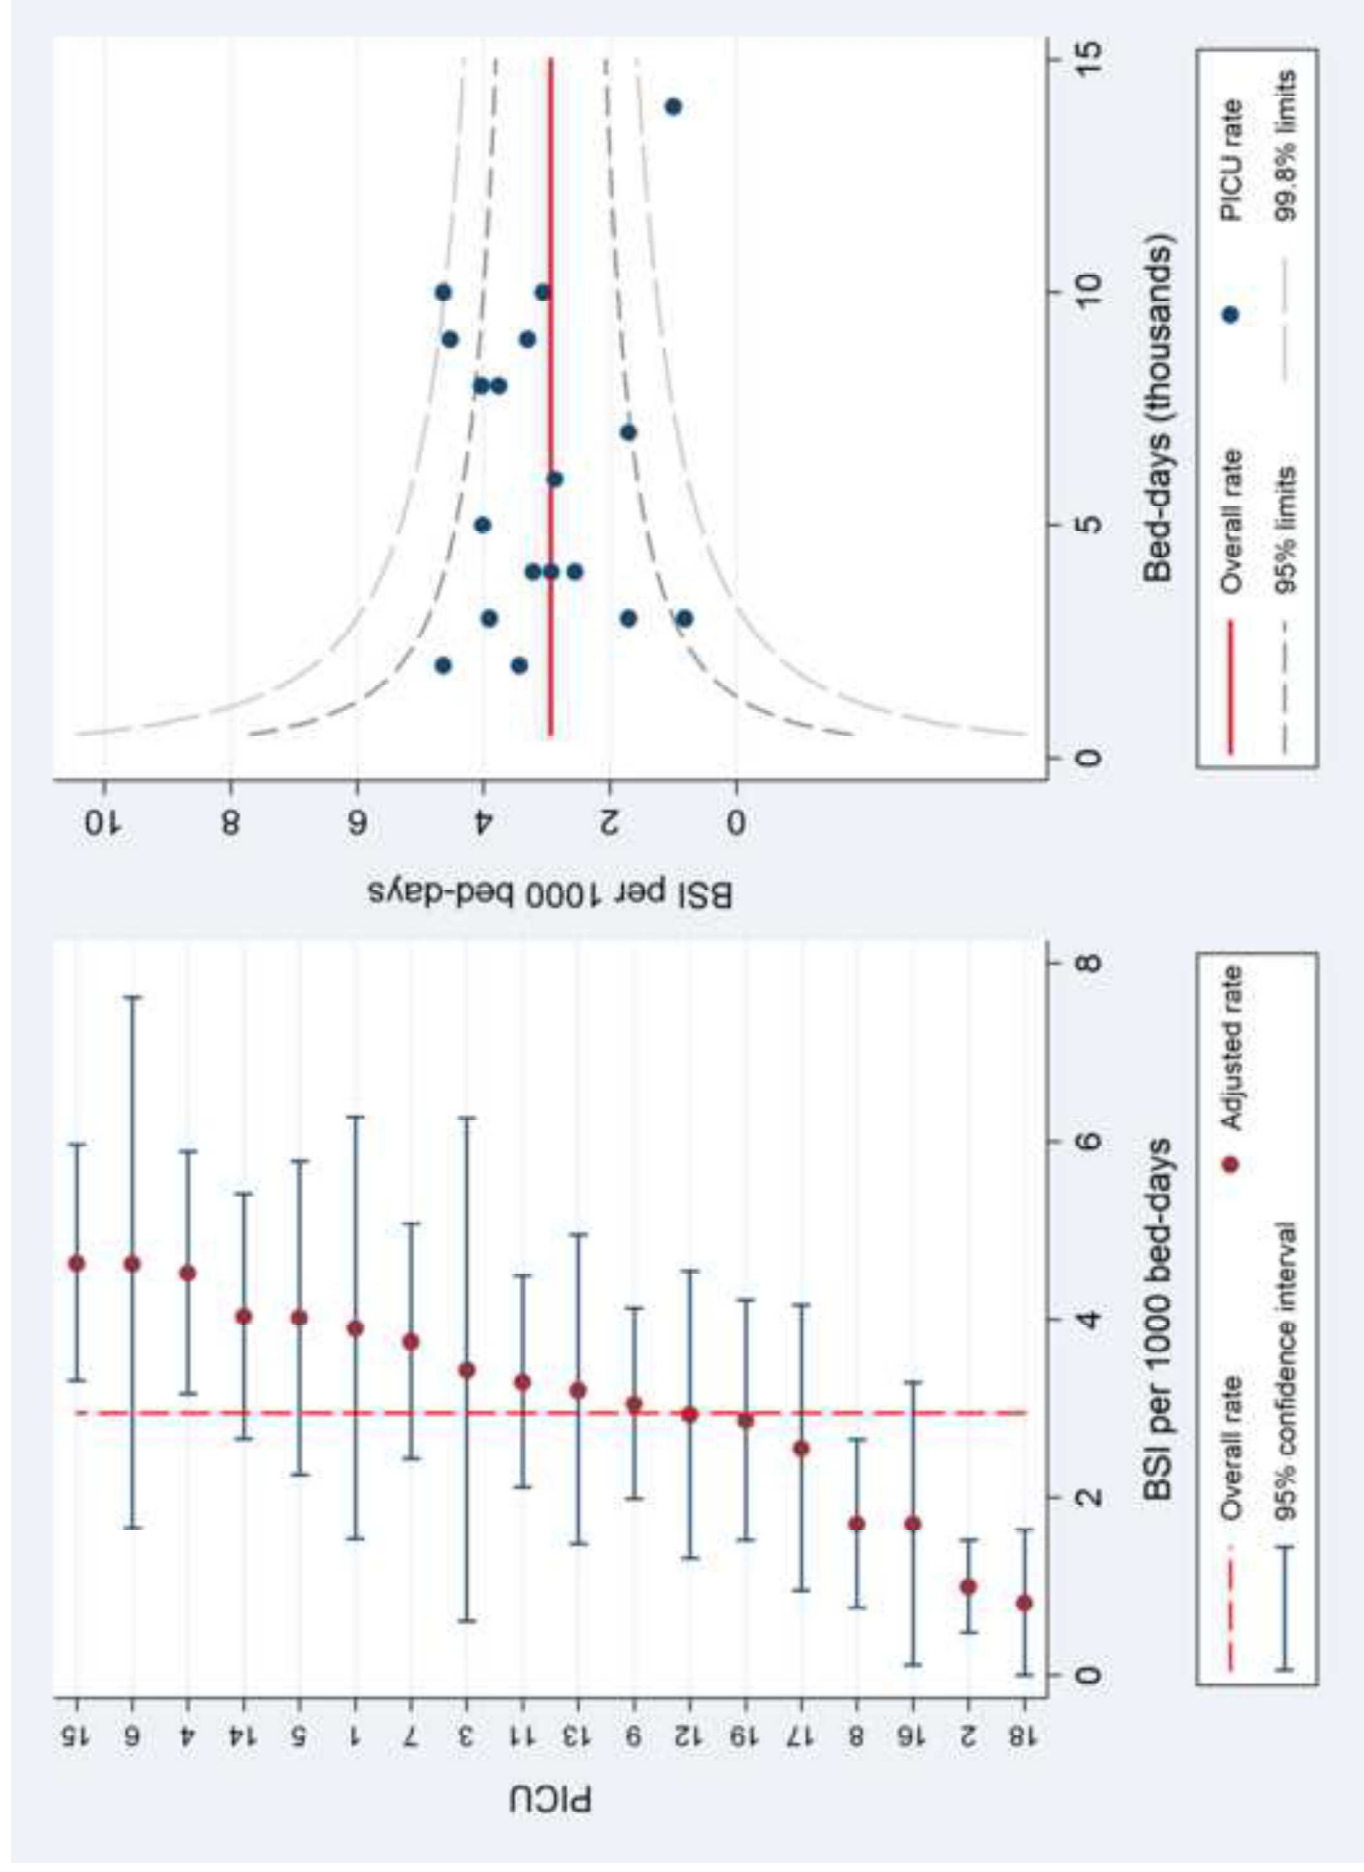 PICU
15
6
4
14
5
1
7
3
11
13
9
12
19
17
8
16
2
18
0 2 4 6 8
BSI per 1000 bed-days
Overall rate
Adjusted rate
95% confidence interval
BSI per 1000 bed-days
10
8
6
4
2
0
0 5 10 15
Bed-days (thousands)
Overall rate
PICU rate
95% limits
99.8% limits